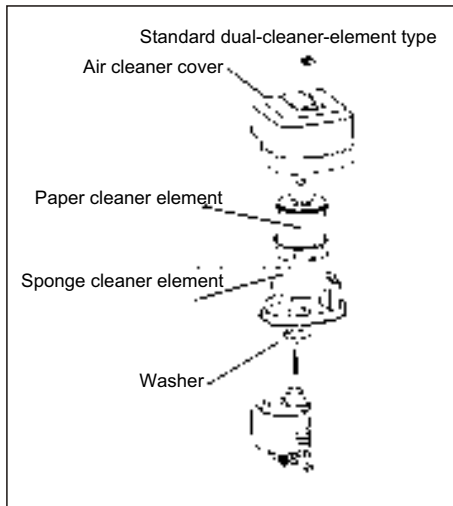 Standard dual-cleaner-element type
Air cleaner cover
Paper cleaner element
Sponge cleaner element
Washer